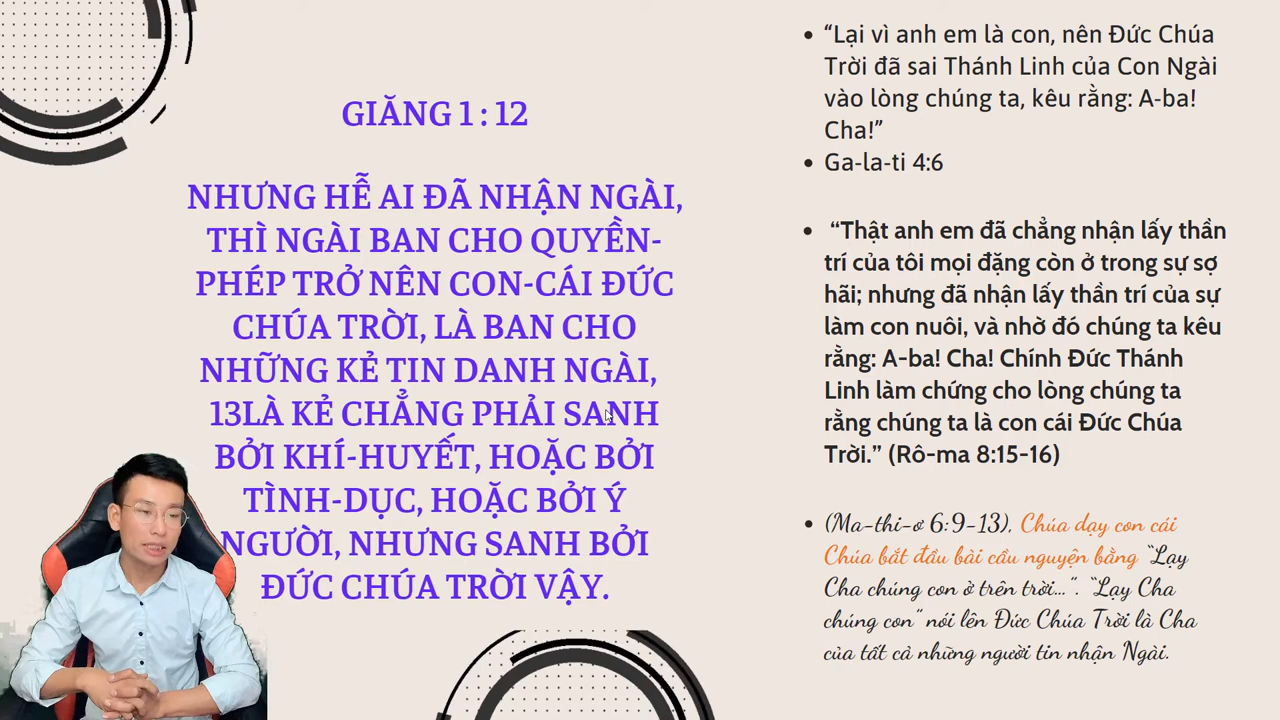 GIĂNG 1 : 12
NHƯNG HỄ AI ĐÃ NHẬN NGÀI,
THÌ NGÀI BAN CHO QUYỀN-
PHÉP TRỞ NÊN CON-CÁI ĐỨC
CHÚA TRỜI, LÀ BAN CHO
NHỮNG KẺ TIN DANH NGÀI,
13LÀ KẺ CHẲNG PHẢI SANH
BỞI KHÍ-HUYẾT, HOẶC BỞI
TÌNH-DỤC, HOẶC BỞI Ý
NGƯỜI, NHƯNG SANH BỞI
ĐỨC CHÚA TRỜI VẬY.
• “Lại vì anh em là con, nên Đức Chúa
Trời đã sai Thánh Linh của Con Ngài
vào lòng chúng ta, kêu rằng: A-ba!
Cha!”
• Ga-la-ti 4:6
• “Thật anh em đã chẳng nhận lấy thần
trí của tôi mọi đặng còn ở trong sự sợ
hãi; nhưng đã nhận lấy thần trí của sự
làm con nuôi, và nhờ đó chúng ta kêu
rằng: A-ba! Cha! Chính Đức Thánh
Linh làm chứng cho lòng chúng ta
rằng chúng ta là con cái Đức Chúa
Trời.” (Rô-ma 8:15-16)
• (Ma-thi-ơ 6:9-13), Chúa dạy con cái
Chúa bắt đầu bài cầu nguyện bằng “Lạy
Cha chúng con ở trên trời...”. “Lạy Cha
chúng con” nói lên Đức Chúa Trời là Cha
của tất cả những người tin nhận Ngài.